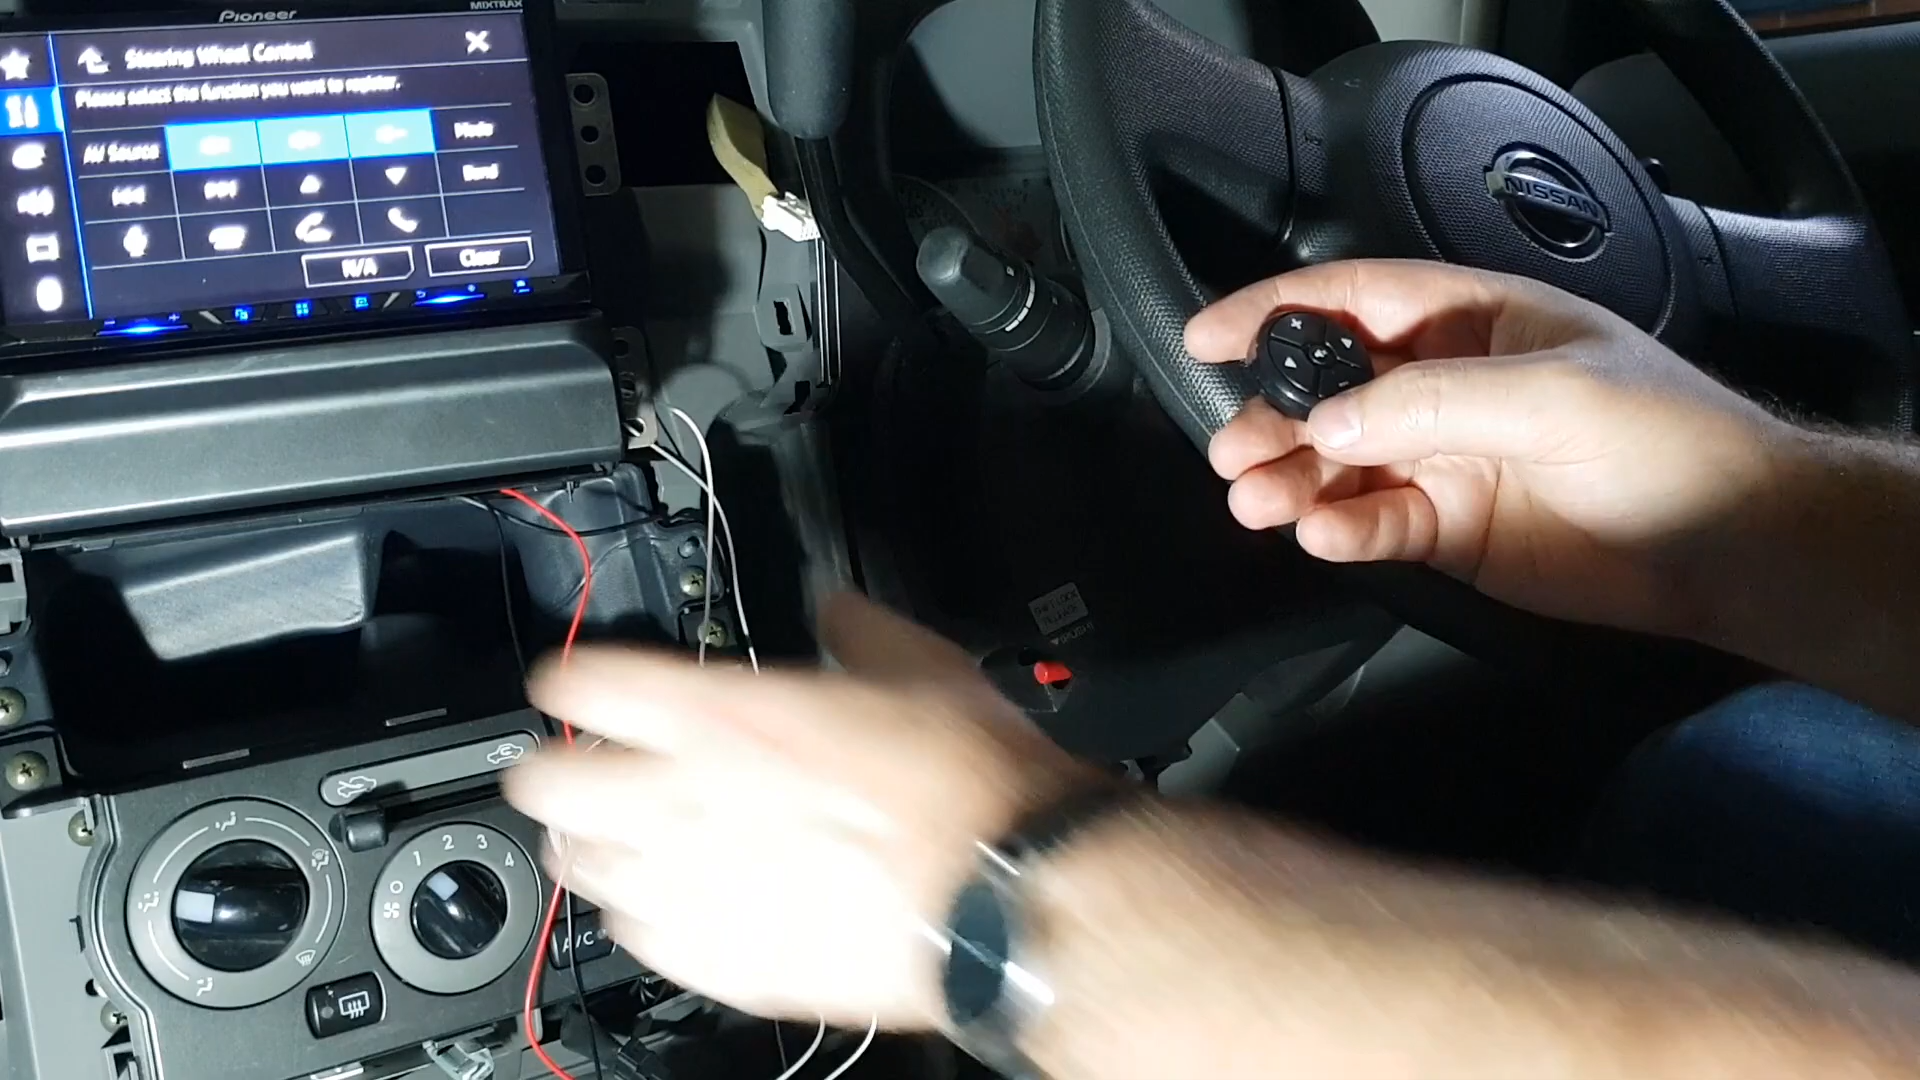 Pioneer
MIXTRAX
Steering Wheel Control
Please select the function you want to register.
AV Source
Mode
Band
N/A
Clear
NISSAN
1 2 3 4
A/C